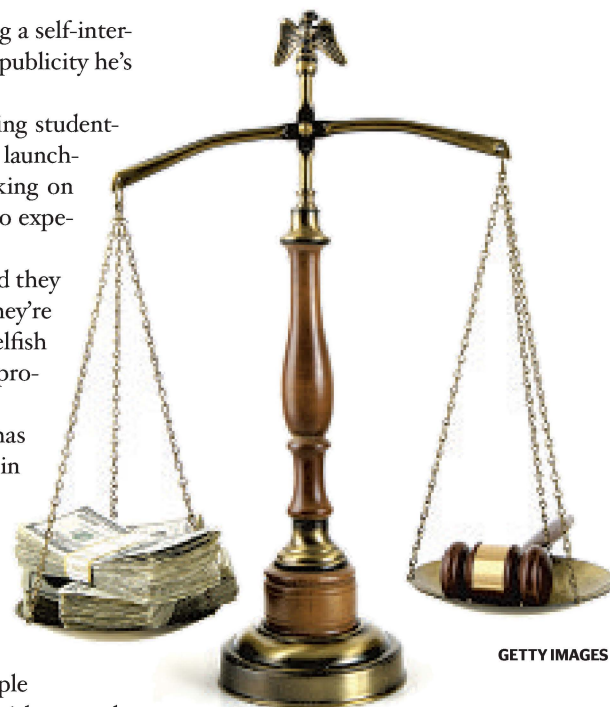 g a self-inter-
publicity he's
ing student-
launch-
king on
o expe-
d they
hey're
elfish
pro-
has
in
GETTY IMAGES
ple